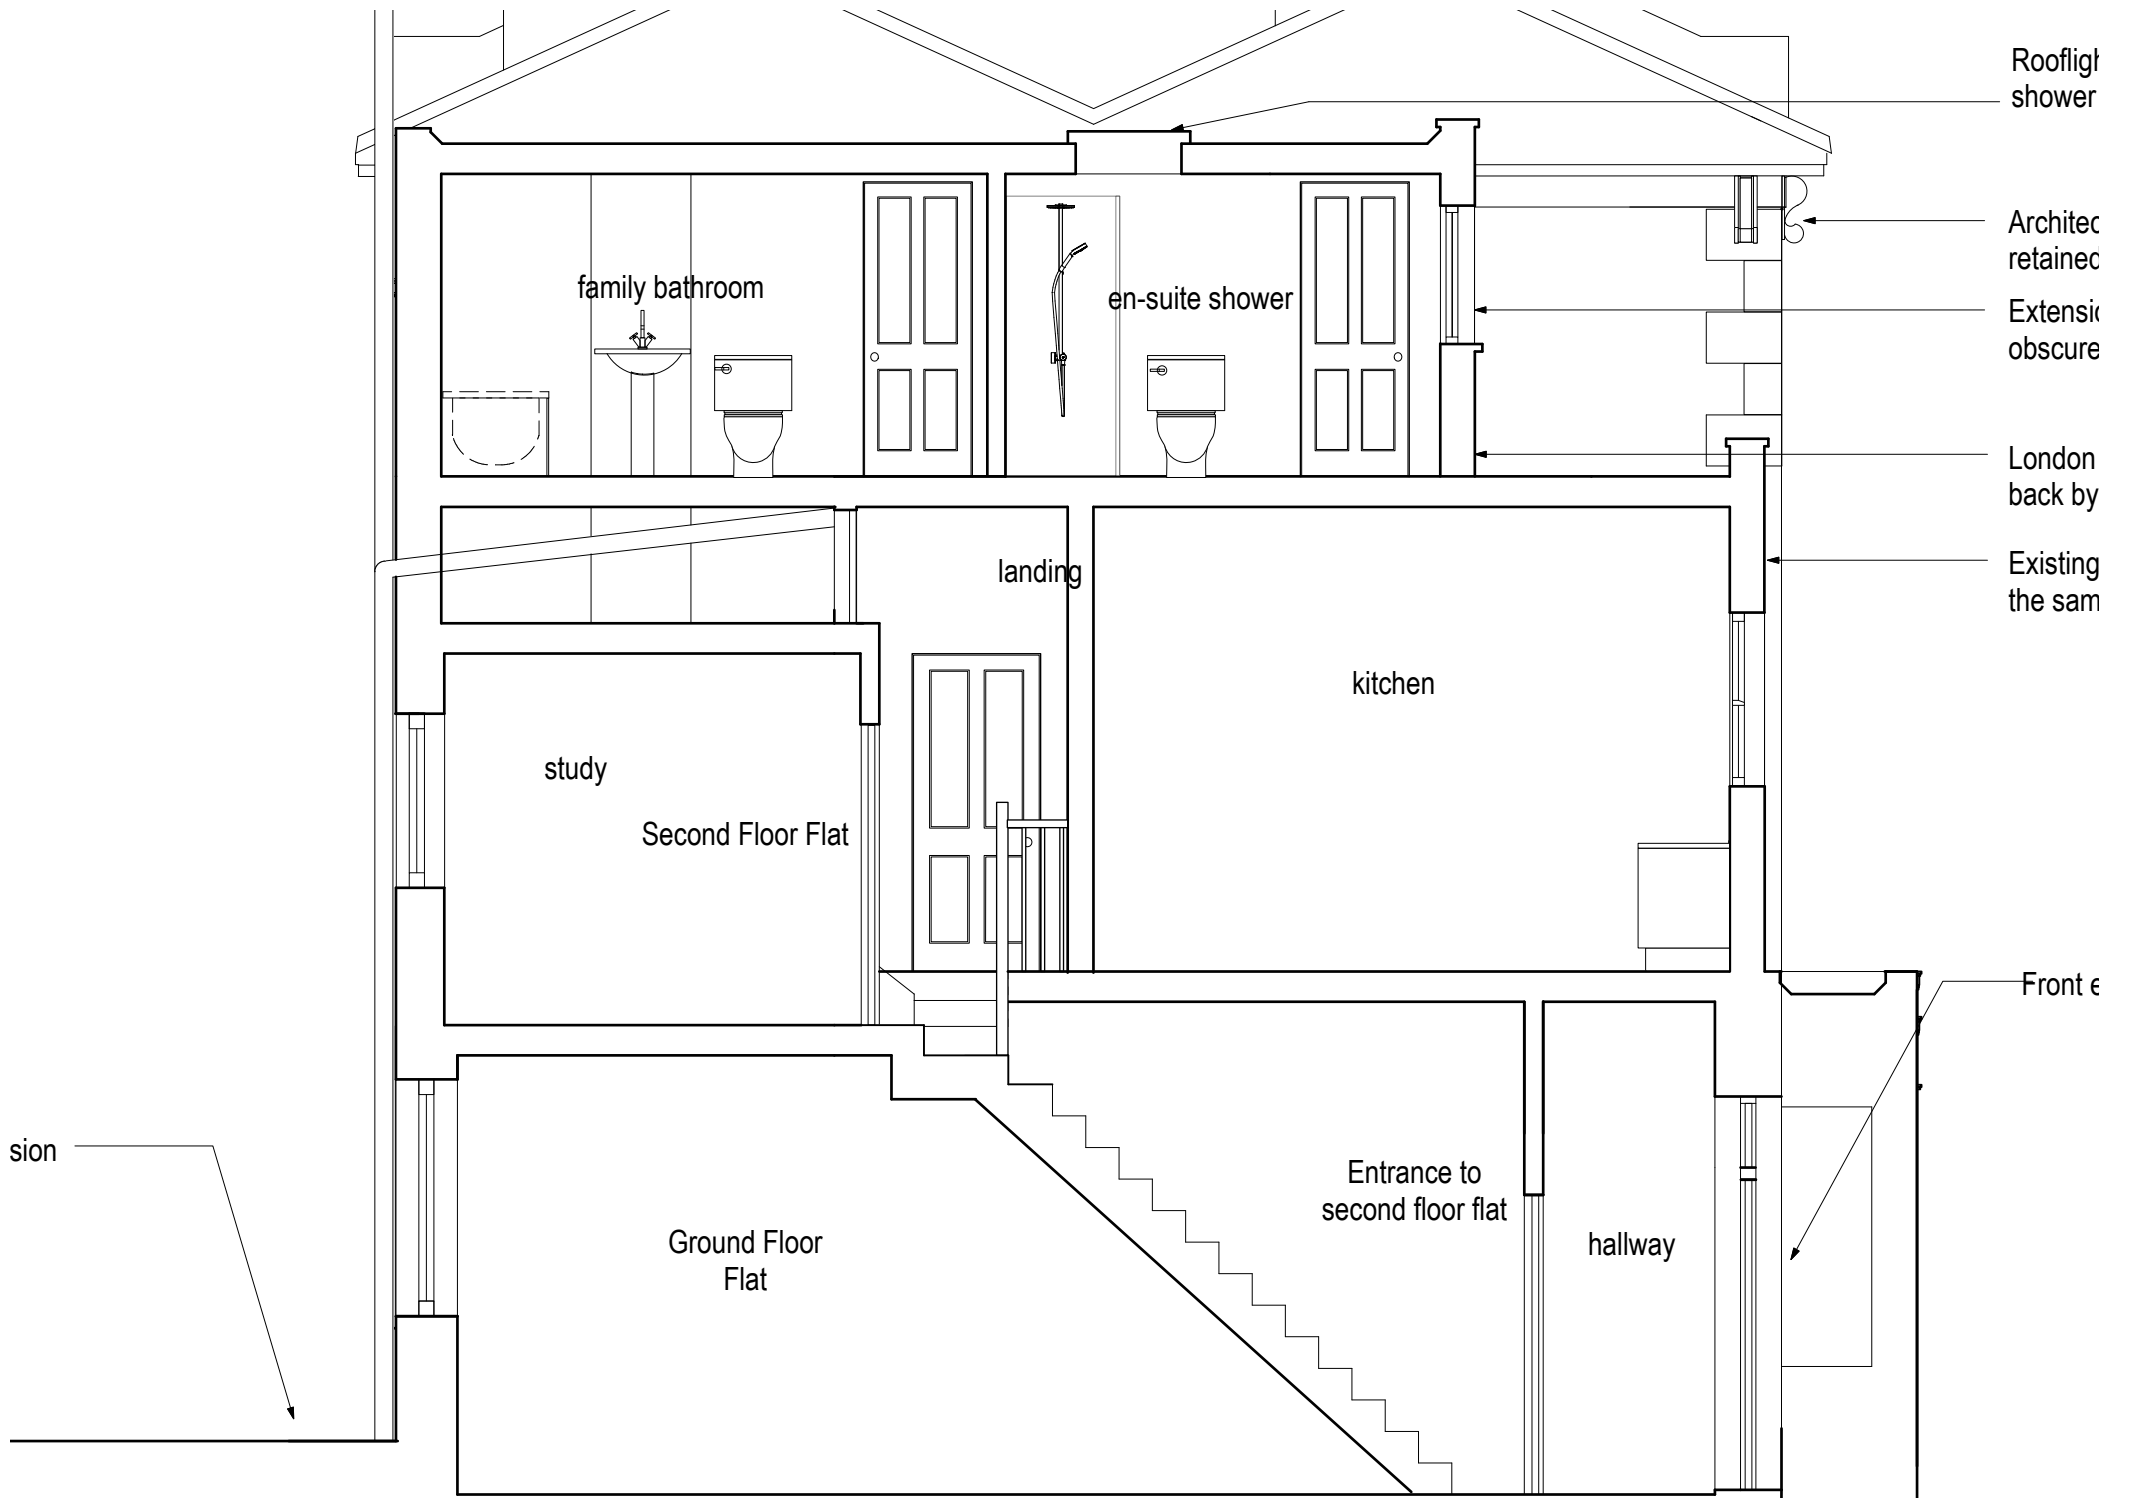 Roofligh
shower
Architec
retained
Extensio
obscure
London
back by
Existing
the sam
family bathroom
en-suite shower
landing
kitchen
study
Second Floor Flat
Front e
sion
Entrance to
second floor flat
hallway
Ground Floor
Flat